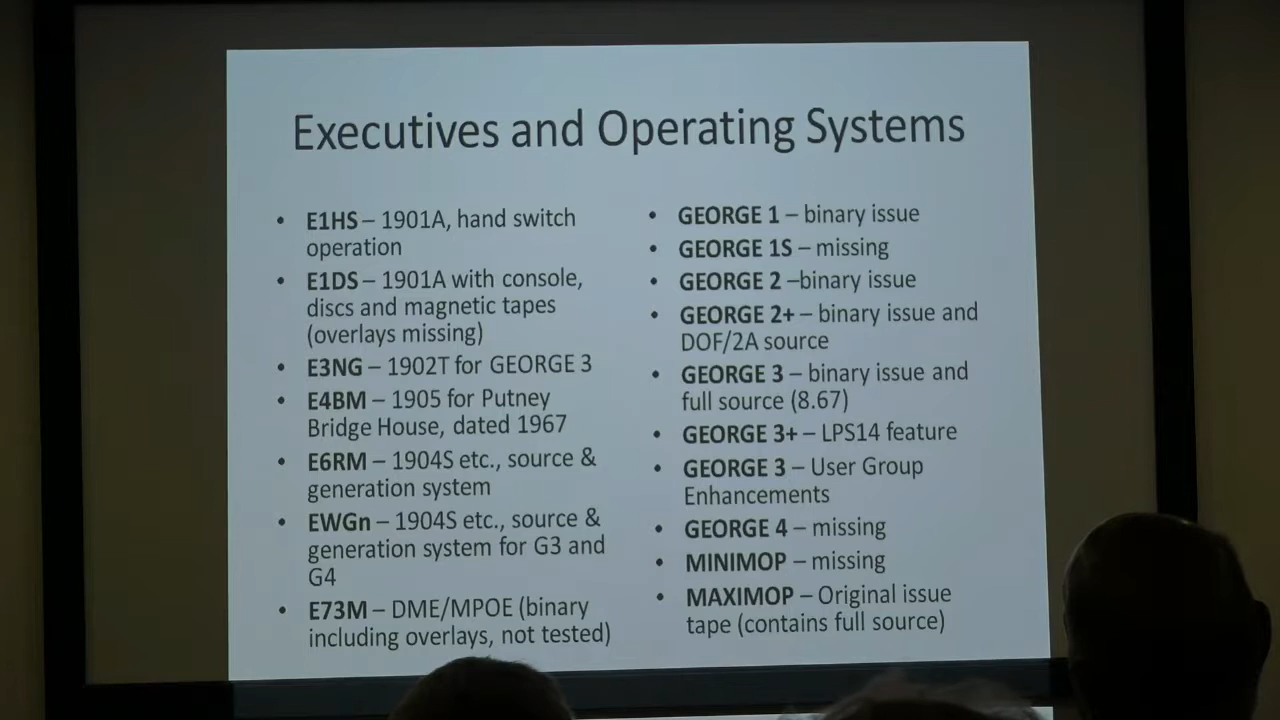 Executives and Operating Systems
• E1HS – 1901A, hand switch
operation
• E1DS – 1901A with console,
discs and magnetic tapes
(overlays missing)
• E3NG – 1902T for GEORGE 3
• E4BM – 1905 for Putney
Bridge House, dated 1967
• E6RM – 1904S etc., source &
generation system
• EWGn – 1904S etc., source &
generation system for G3 and
G4
• E73M – DME/MPOE (binary
including overlays, not tested)
• GEORGE 1 – binary issue
• GEORGE 1S – missing
• GEORGE 2 –binary issue
• GEORGE 2+ – binary issue and
DOF/2A source
• GEORGE 3 – binary issue and
full source (8.67)
• GEORGE 3+ – LPS14 feature
• GEORGE 3 – User Group
Enhancements
• GEORGE 4 – missing
• MINIMOP – missing
• MAXIMOP – Original issue
tape (contains full source)